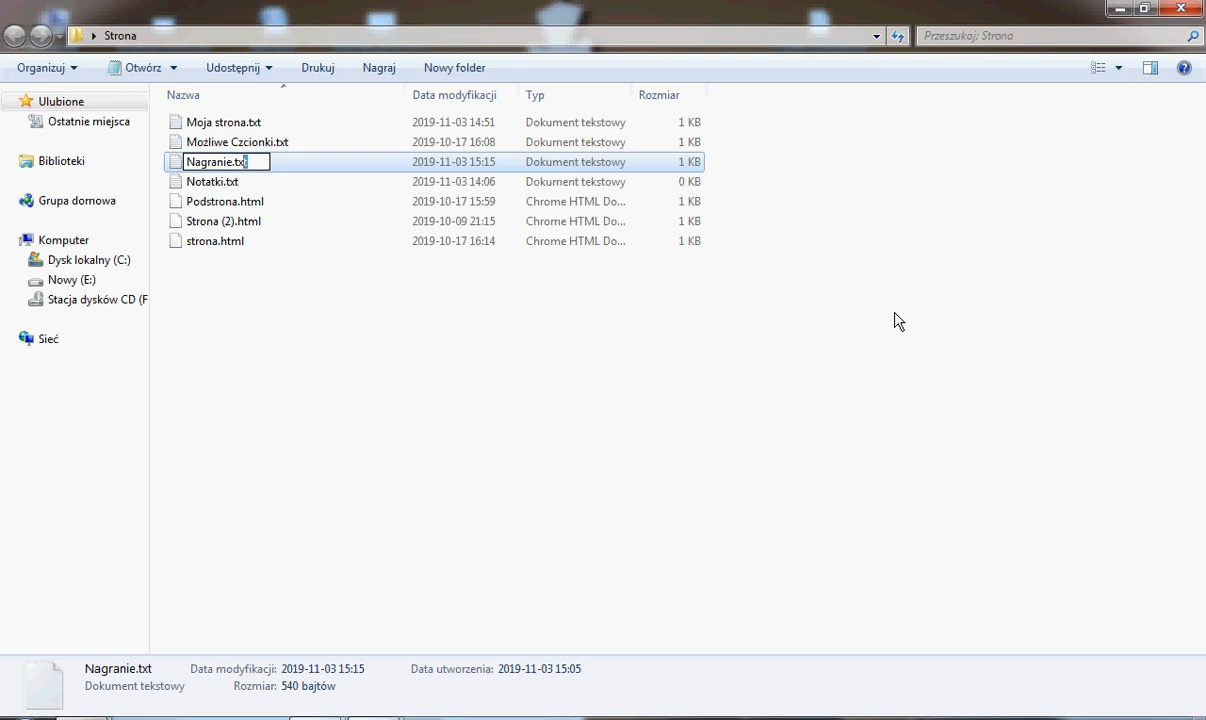 Strona
Przeszukaj: Strona
Organizuj Otwórz Udostępnij Drukuj Nagraj Nowy folder
Nazwa Data modyfikacji Typ Rozmiar
Ulubione
Ostatnie miejsca
Biblioteki
Grupa domowa
Komputer
Dysk lokalny (C:)
Nowy (E:)
Stacja dysków CD (F
Sieć
Moja strona.txt 2019-11-03 14:51 Dokument tekstowy 1 KB
Możliwe Czcionki.txt 2019-10-17 16:08 Dokument tekstowy 1 KB
Nagranie.txt 2019-11-03 15:15 Dokument tekstowy 1 KB
Notatki.txt 2019-11-03 14:06 Dokument tekstowy 0 KB
Podstrona.html 2019-10-17 15:59 Chrome HTML Do... 1 KB
Strona (2).html 2019-10-09 21:15 Chrome HTML Do... 1 KB
strona.html 2019-10-17 16:14 Chrome HTML Do... 1 KB
Nagranie.txt Data modyfikacji: 2019-11-03 15:15 Data utworzenia: 2019-11-03 15:05
Dokument tekstowy Rozmiar: 540 bajtów